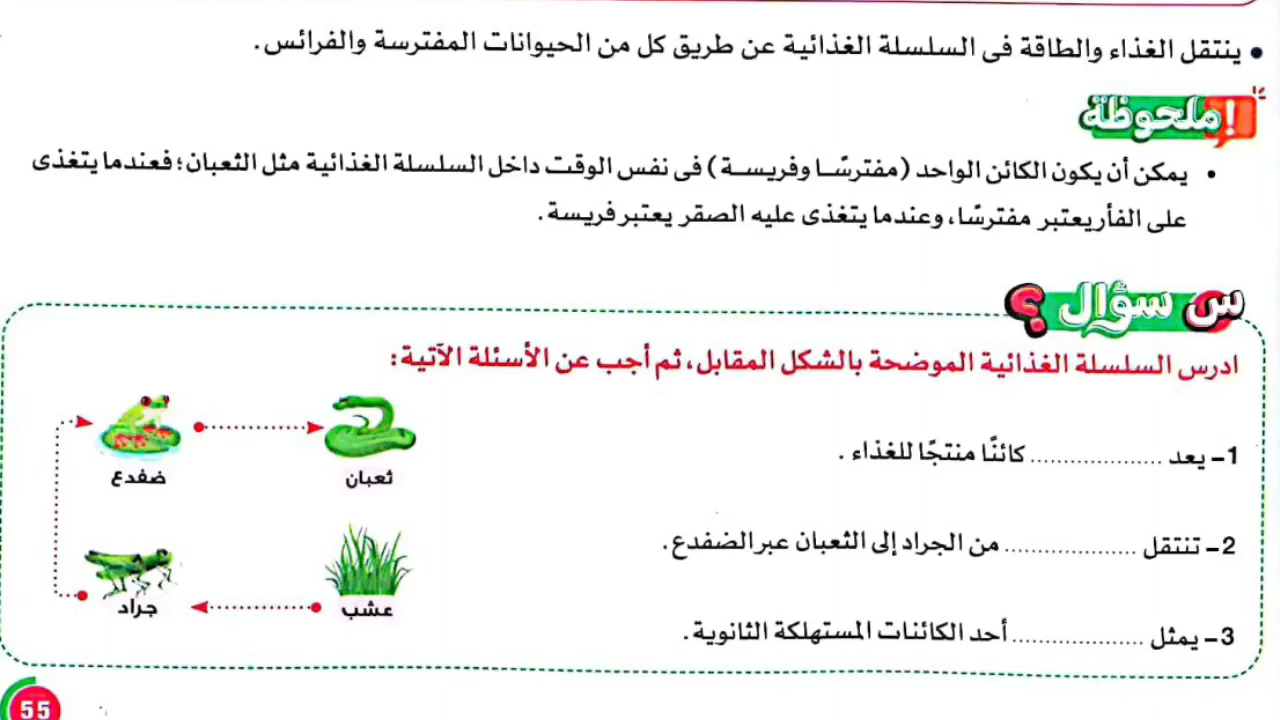 • ينتقل الغذاء والطاقة فى السلسلة الغذائية عن طريق كل من الحيوانات المفترسة والفرائس.
ملحوظة!
• يمكن أن يكون الكائن الواحد (مفترسًا وفريسة) فى نفس الوقت داخل السلسلة الغذائية مثل الثعبان؛ فعندما يتغذى
على الفأر يعتبر مفترسًا، وعندما يتغذى عليه الصقر يعتبر فريسة.
س سؤال ؟
ادرس السلسلة الغذائية الموضحة بالشكل المقابل، ثم أجب عن الأسئلة الآتية:
1- يعد .................. كائنًا منتجًا للغذاء .
2- تنتقل .................. من الجراد إلى الثعبان عبر الضفدع.
3- يمثل .................. أحد الكائنات المستهلكة الثانوية.
ثعبان
ضفدع
عشب
جراد
55